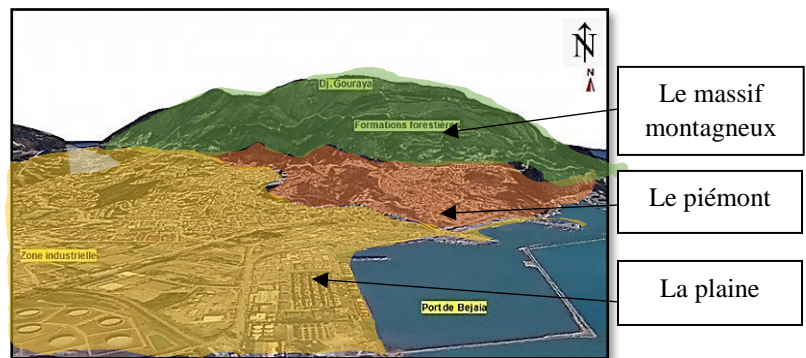 N
N
Dj. Gouraya
Formations forestières
Le massif
montagneux
Le piémont
Zone industrielle
La plaine
Port de Bejaia